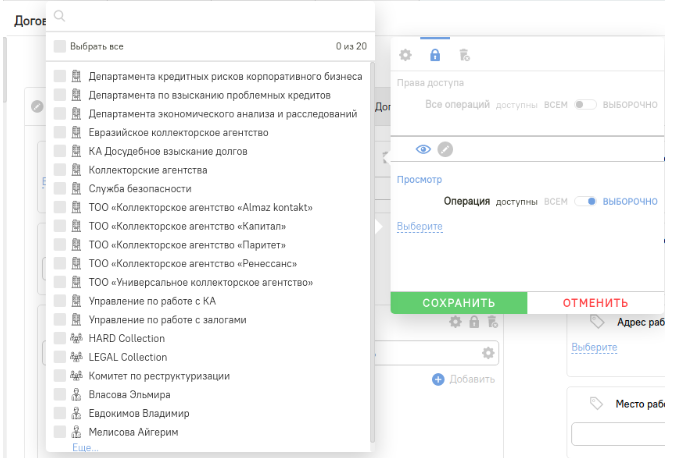 Догов
Выбрать все
0 из 20
Департамента кредитных рисков корпоративного бизнеса
Департамента по взысканию проблемных кредитов
Департамента экономического анализа и расследований
Евразийское коллекторское агентство
КА Досудебное взыскание долгов
Коллекторские агентства
Служба безопасности
ТОО «Коллекторское агентство «Almaz kontakt»
ТОО «Коллекторское агентство «Капитал»
ТОО «Коллекторское агентство «Паритет»
ТОО «Коллекторское агентство «Ренессанс»
ТОО «Универсальное коллекторское агентство»
Управление по работе с КА
Управление по работе с залогами
HARD Collection
LEGAL Collection
Комитет по реструктуризации
Власова Эльмира
Евдокимов Владимир
Мелисова Айгерим
Еще...
Дог
Права доступа
Все операций доступны ВСЕМ ВЫБОРОЧНО
Просмотр
Операция доступны ВСЕМ ВЫБОРОЧНО
Выберите
СОХРАНИТЬ
ОТМЕНИТЬ
Добавить
Адрес раб
Выберите
Место рабо